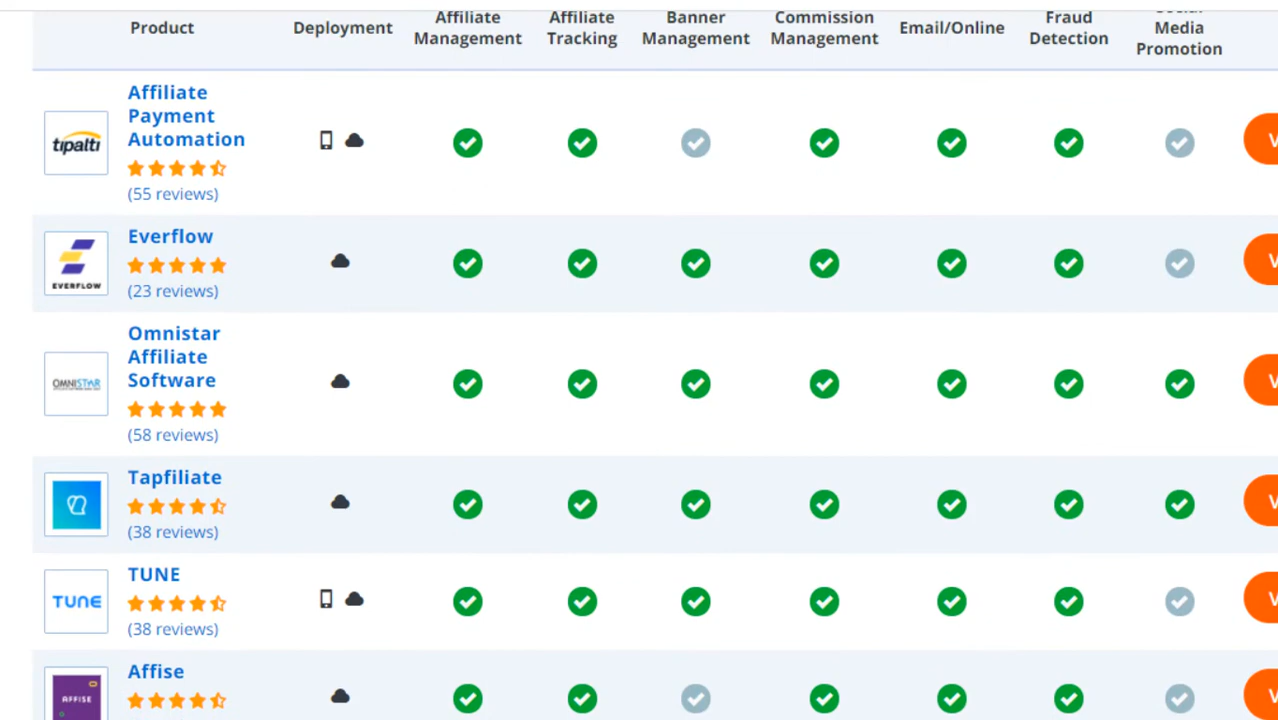 Product
Deployment
Affiliate
Management
Affiliate
Tracking
Banner
Management
Commission
Management
Email/Online
Fraud
Detection
Media
Promotion
tipalti
Affiliate
Payment
Automation
(55 reviews)
EVERFLOW
Everflow
(23 reviews)
OMNISTAR
Omnistar
Affiliate
Software
(58 reviews)
Tapfiliate
(38 reviews)
TUNE
TUNE
(38 reviews)
AFFISE
Affise